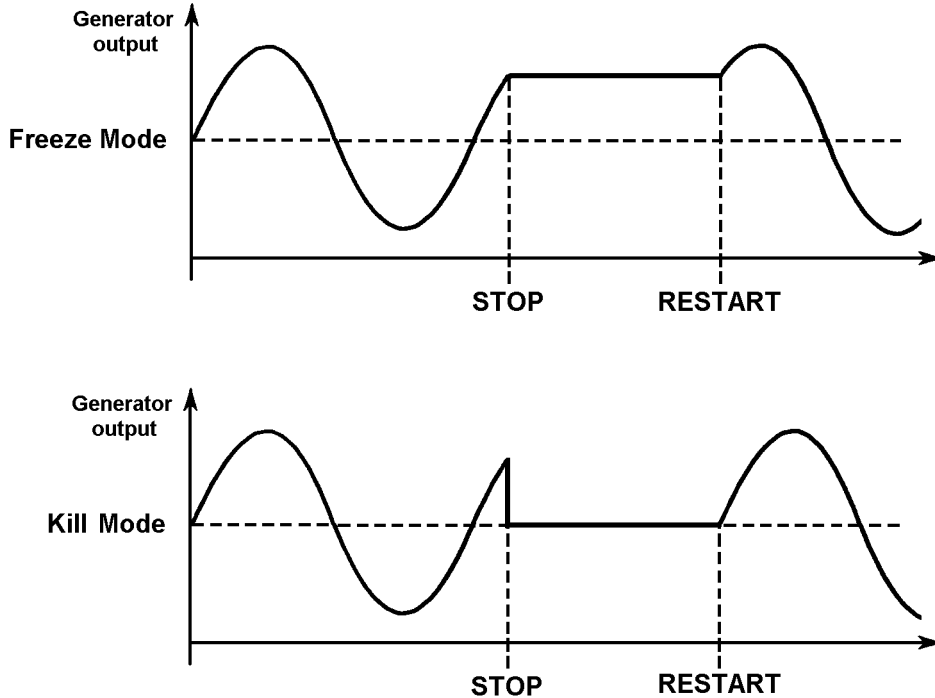 Generator
output
Freeze Mode
STOP RESTART
Generator
output
Kill Mode
STOP RESTART